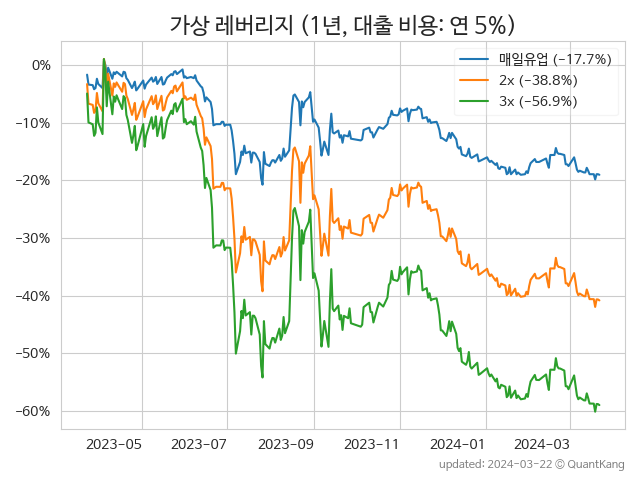 가상 레버리지 (1년, 대출 비용: 연 5%)
매일유업 (−17.7%)
2x (−38.8%)
3x (−56.9%)
0%
−10%
−20%
−30%
−40%
−50%
−60%
2023-05 2023-07 2023-09 2023-11 2024-01 2024-03
updated: 2024-03-22 © QuantKang